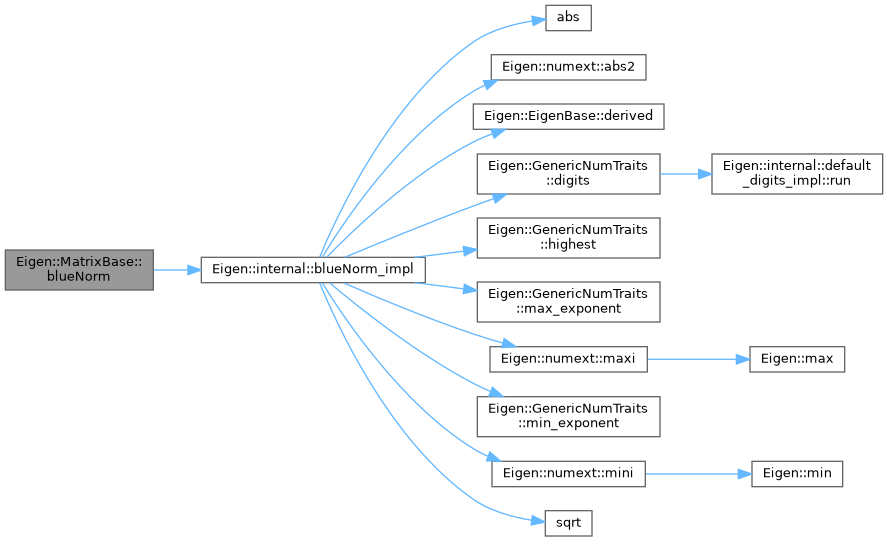 abs
Eigen::numext::abs2
Eigen::EigenBase::derived
Eigen::GenericNumTraits
::digits
Eigen::internal::default
_digits_impl::run
Eigen::GenericNumTraits
::highest
Eigen::MatrixBase::
blueNorm
Eigen::internal::blueNorm_impl
Eigen::GenericNumTraits
::max_exponent
Eigen::numext::maxi
Eigen::max
Eigen::GenericNumTraits
::min_exponent
Eigen::numext::mini
Eigen::min
sqrt